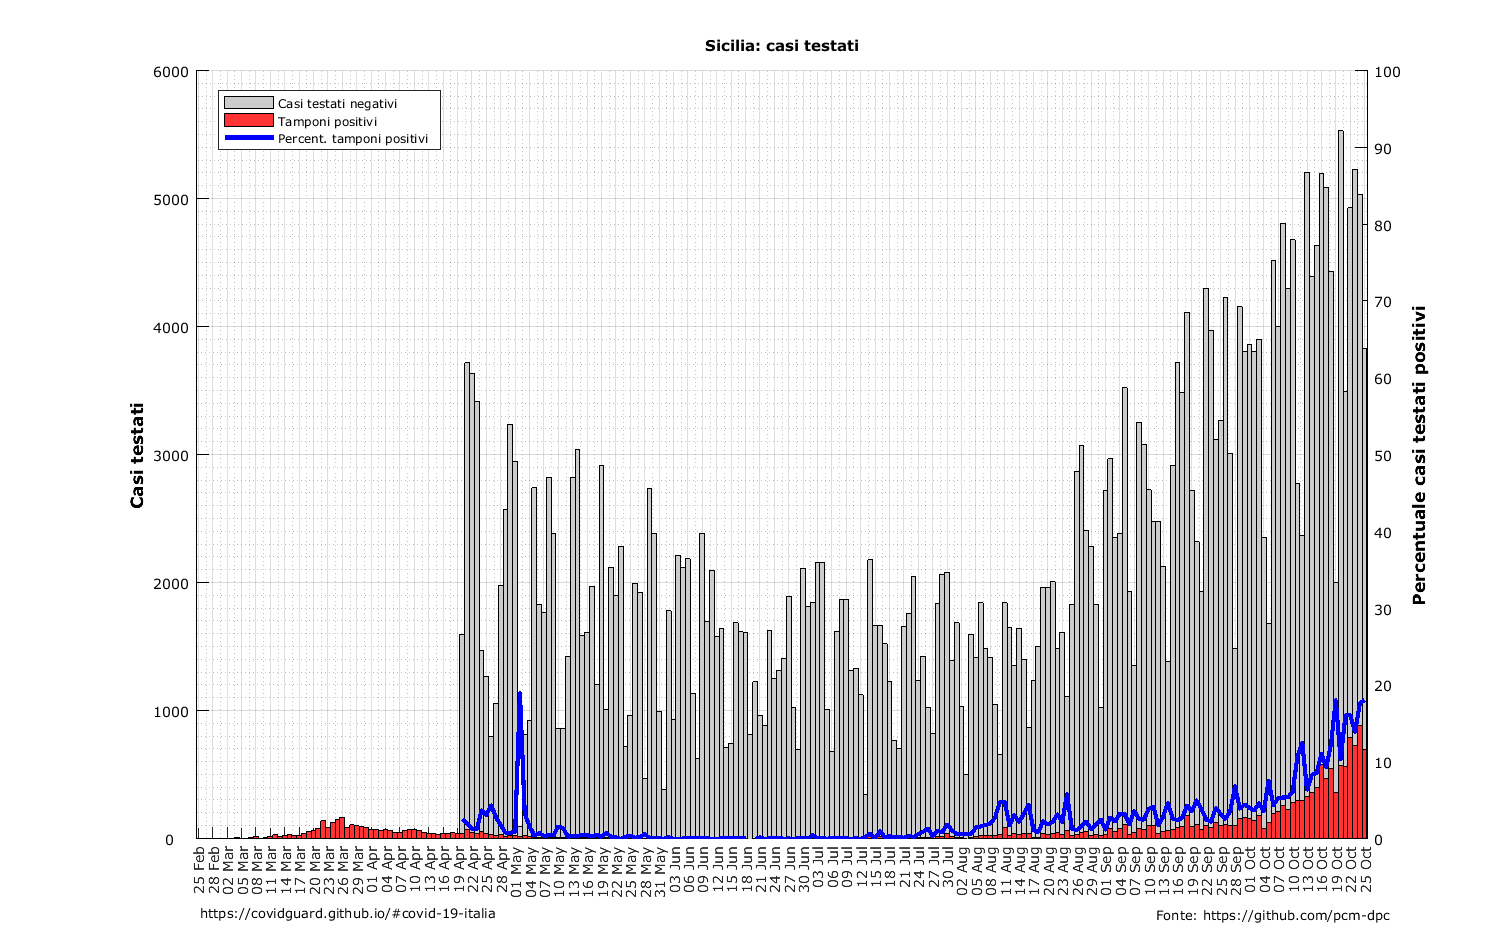 Sicilia: casi testati
6000
5000
4000
3000
2000
1000
0
Casi testati
Casi testati negativi
Tamponi positivi
Percent. tamponi positivi
100
90
80
70
60
50
40
30
20
10
0
Percentuale casi testati positivi
25 Feb
28 Feb
02 Mar
05 Mar
08 Mar
11 Mar
14 Mar
17 Mar
20 Mar
23 Mar
26 Mar
29 Mar
01 Apr
04 Apr
07 Apr
10 Apr
13 Apr
16 Apr
19 Apr
22 Apr
25 Apr
28 Apr
01 May
04 May
07 May
10 May
13 May
16 May
19 May
22 May
25 May
28 May
31 May
03 Jun
06 Jun
09 Jun
12 Jun
15 Jun
18 Jun
21 Jun
24 Jun
27 Jun
30 Jun
03 Jul
06 Jul
09 Jul
12 Jul
15 Jul
18 Jul
21 Jul
24 Jul
27 Jul
30 Jul
02 Aug
05 Aug
08 Aug
11 Aug
14 Aug
17 Aug
20 Aug
23 Aug
26 Aug
29 Aug
01 Sep
04 Sep
07 Sep
10 Sep
13 Sep
16 Sep
19 Sep
22 Sep
25 Sep
28 Sep
01 Oct
04 Oct
07 Oct
10 Oct
13 Oct
16 Oct
19 Oct
22 Oct
25 Oct
https://covidguard.github.io/#covid-19-italia
Fonte: https://github.com/pcm-dpc